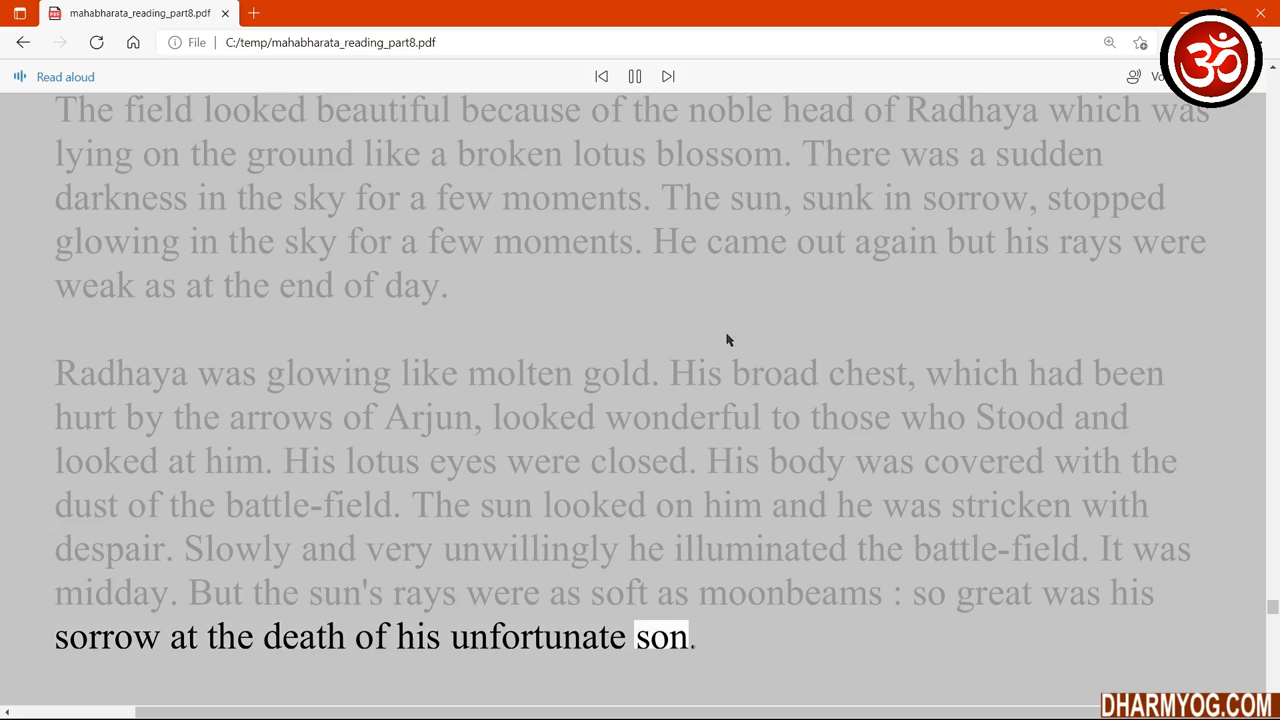 mahabharata_reading_part8.pdf
File C:/temp/mahabharata_reading_part8.pdf
Read aloud
ॐ
The field looked beautiful because of the noble head of Radhaya which was
lying on the ground like a broken lotus blossom. There was a sudden
darkness in the sky for a few moments. The sun, sunk in sorrow, stopped
glowing in the sky for a few moments. He came out again but his rays were
weak as at the end of day.
Radhaya was glowing like molten gold. His broad chest, which had been
hurt by the arrows of Arjun, looked wonderful to those who Stood and
looked at him. His lotus eyes were closed. His body was covered with the
dust of the battle-field. The sun looked on him and he was stricken with
despair. Slowly and very unwillingly he illuminated the battle-field. It was
midday. But the sun's rays were as soft as moonbeams : so great was his
sorrow at the death of his unfortunate son.
DHARMYOG.COM